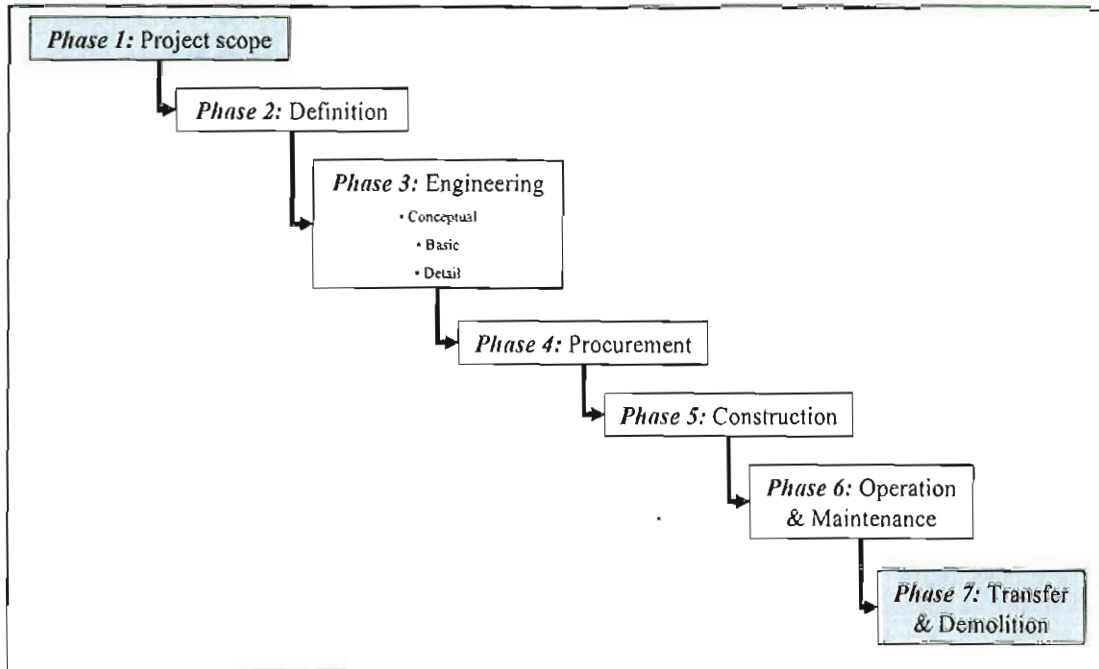 Phase 1: Project scope
Phase 2: Definition
Phase 3: Engineering
• Conceptual
• Basic
• Detail
Phase 4: Procurement
Phase 5: Construction
Phase 6: Operation
& Maintenance
Phase 7: Transfer
& Demolition